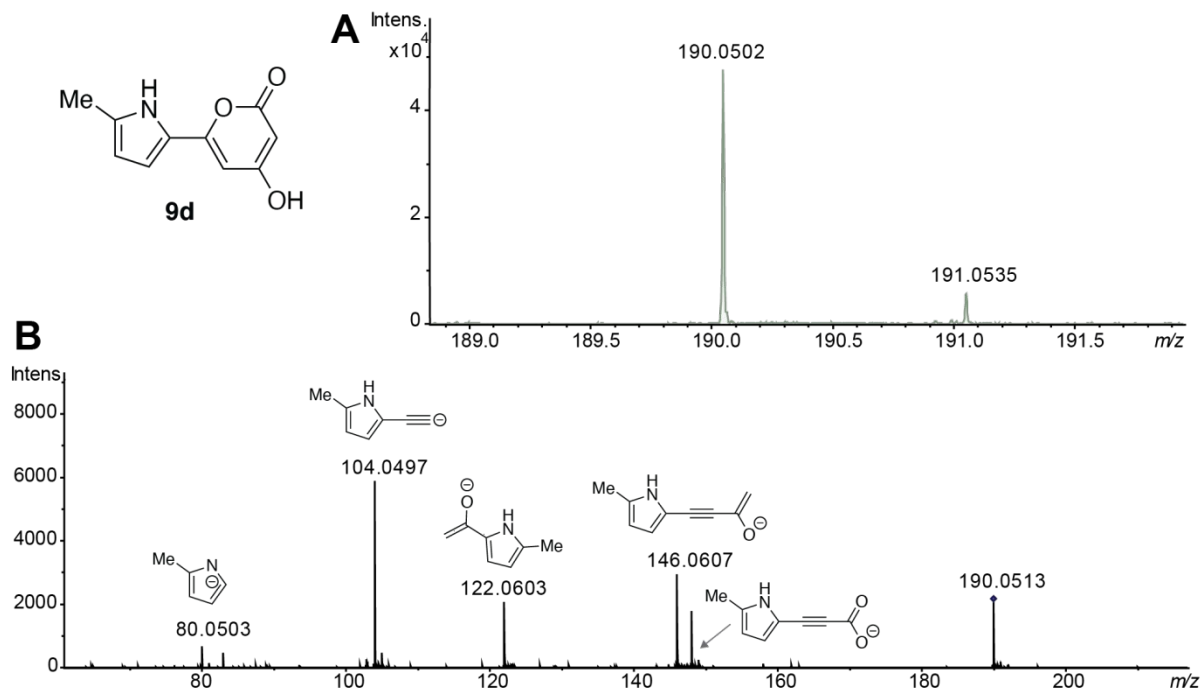 A
Intens.
x10⁴
190.0502
4
2
191.0535
0
189.0 189.5 190.0 190.5 191.0 191.5 m/z
Me
H
N
O
O
OH
9d
B
Intens.
8000
6000
4000
2000
0
Me
H
N
⊖
104.0497
⊖
O
H
N
Me
122.0603
Me
H
N
O
⊖
146.0607
Me
N
⊖
80.0503
Me
H
N
O
O
⊖
190.0513
80 100 120 140 160 180 200 m/z